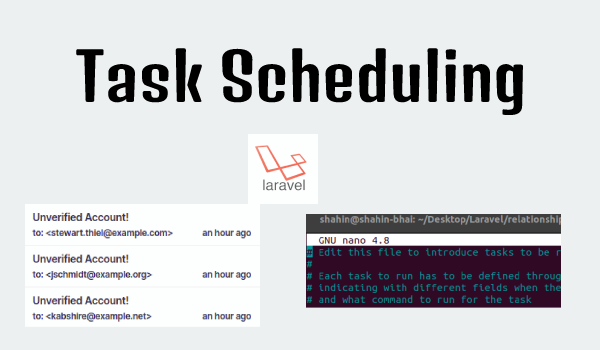 Task Scheduling
laravel
Unverified Account!
to: <stewart.thiel@example.com> an hour ago
Unverified Account!
to: <jschmidt@example.org> an hour ago
Unverified Account!
to: <kabshire@example.net> an hour ago
shahin@shahin-bhai: ~/Desktop/Laravel/relationship
GNU nano 4.8
# Edit this file to introduce tasks to be r
#
# Each task to run has to be defined throug
# indicating with different fields when the
# and what command to run for the task